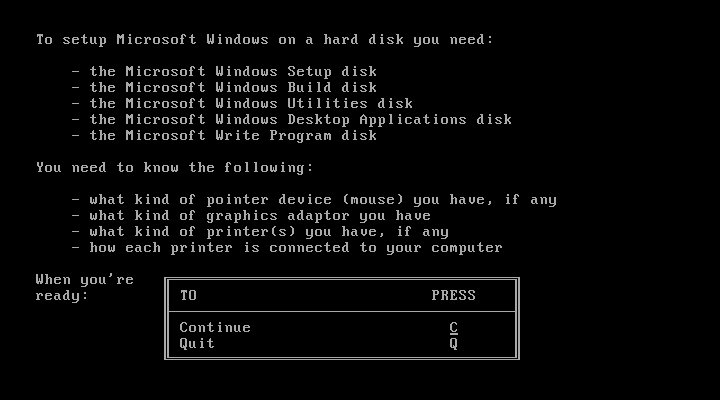 To setup Microsoft Windows on a hard disk you need:
- the Microsoft Windows Setup disk
- the Microsoft Windows Build disk
- the Microsoft Windows Utilities disk
- the Microsoft Windows Desktop Applications disk
- the Microsoft Write Program disk
You need to know the following:
- what kind of pointer device (mouse) you have, if any
- what kind of graphics adaptor you have
- what kind of printer(s) you have, if any
- how each printer is connected to your computer
When you're
ready:
TO PRESS
Continue C
Quit Q